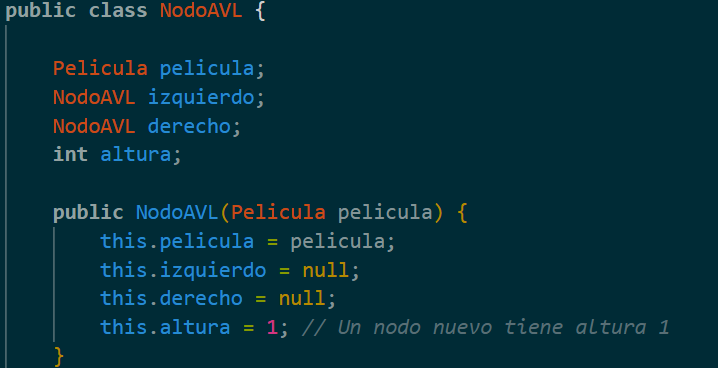 public class NodoAVL {
Pelicula pelicula;
NodoAVL izquierdo;
NodoAVL derecho;
int altura;
public NodoAVL(Pelicula pelicula) {
this.pelicula = pelicula;
this.izquierdo = null;
this.derecho = null;
this.altura = 1; // Un nodo nuevo tiene altura 1
}